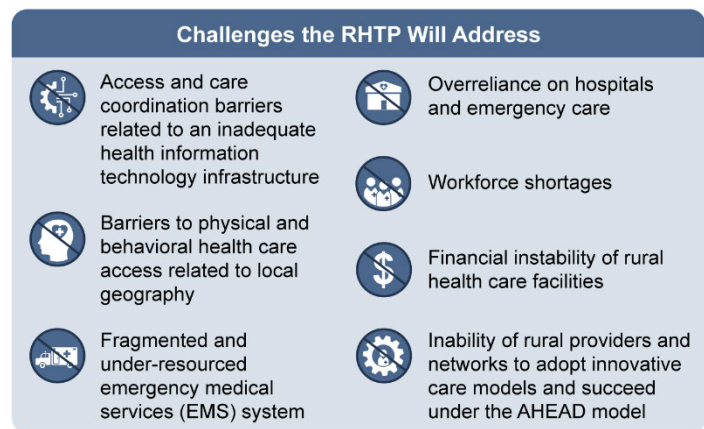 Challenges the RHTP Will Address
Access and care
coordination barriers
related to an inadequate
health information
technology infrastructure
Barriers to physical and
behavioral health care
access related to local
geography
Fragmented and
under-resourced
emergency medical
services (EMS) system
Overreliance on hospitals
and emergency care
Workforce shortages
Financial instability of rural
health care facilities
Inability of rural providers and
networks to adopt innovative
care models and succeed
under the AHEAD model